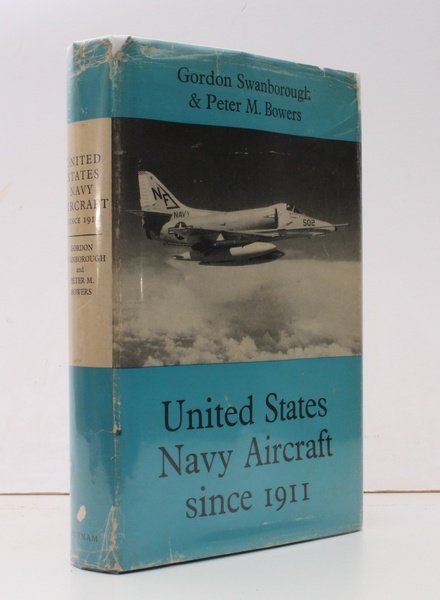 Gordon Swanborough
& Peter M. Bowers
NE
NAVY
502
United States
Navy Aircraft
since 1911
UNITED
STATES
NAVY
AIRCRAFT
SINCE 1911
GORDON
SWANBOROUGH
and
PETER M.
BOWERS
PUTNAM